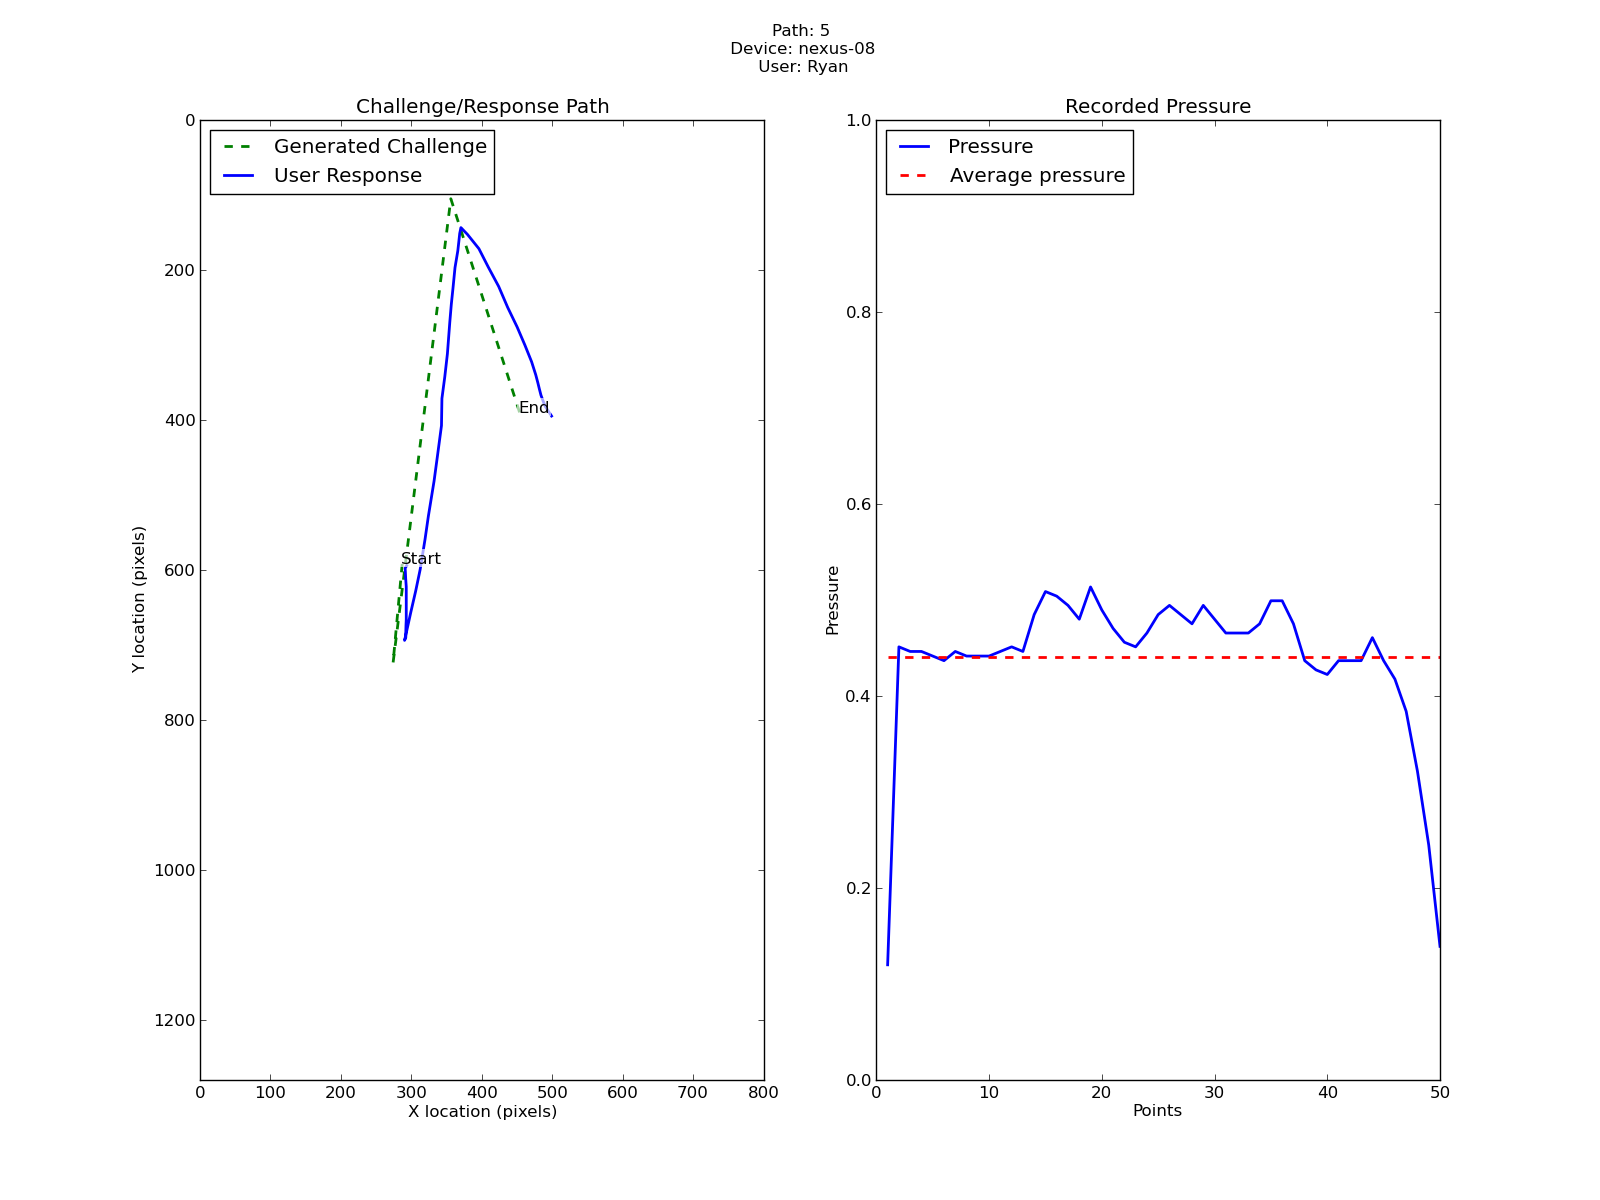 Path: 5
Device: nexus-08
User: Ryan
Challenge/Response Path
Generated Challenge
User Response
0
200
400
600
800
1000
1200
Y location (pixels)
Start
End
0 100 200 300 400 500 600 700 800
X location (pixels)
Recorded Pressure
Pressure
Average pressure
1.0
0.8
0.6
0.4
0.2
0.0
Pressure
0 10 20 30 40 50
Points